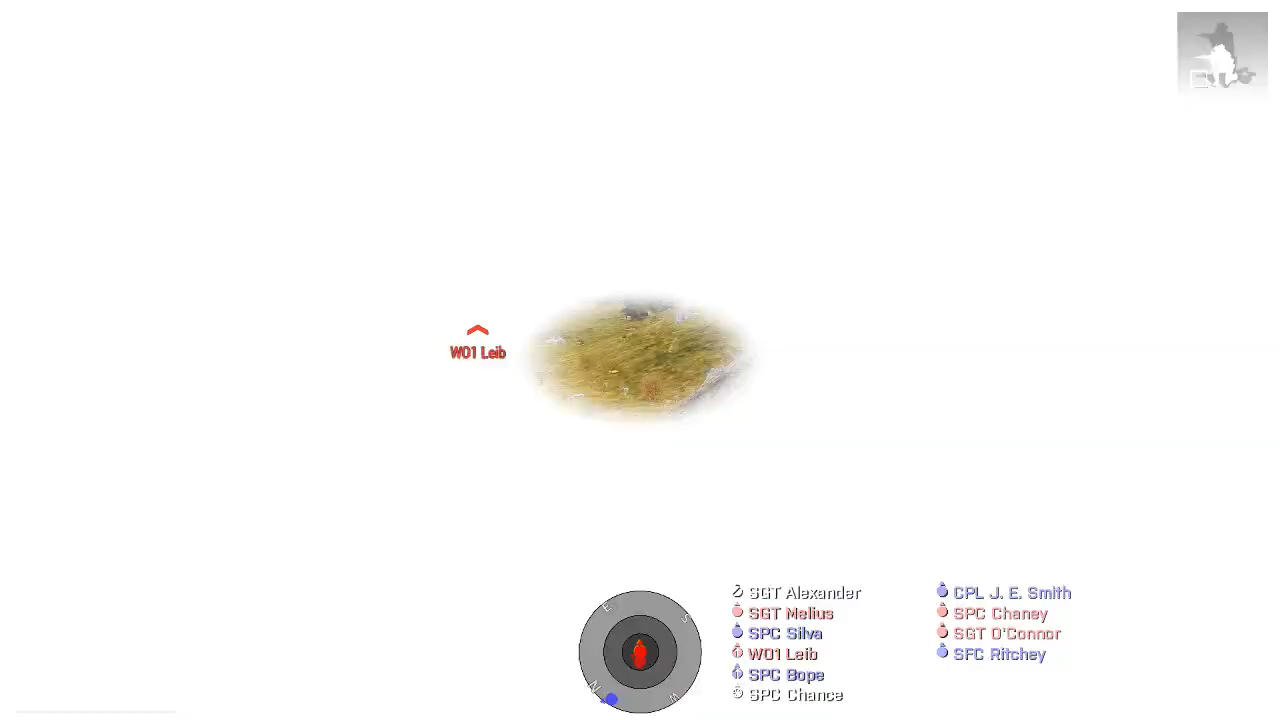 W01 Leib
SGT Alexander
SGT Melius
SPC Silva
W01 Leib
SPC Bope
SPC Chance
CPL J. E. Smith
SPC Chaney
SGT O'Connor
SFC Ritchey
E
S
N
W